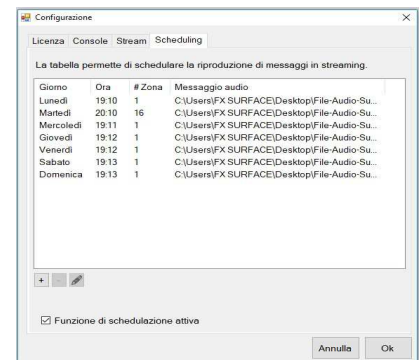 Configurazione
Licenza Console Stream Scheduling
La tabella permette di schedulare la riproduzione di messaggi in streaming.
Giorno Ora # Zona Messaggio audio
Lunedì 19:10 1 C:\Users\FX SURFACE\Desktop\File-Audio-Su...
Martedì 20:10 16 C:\Users\FX SURFACE\Desktop\File-Audio-Su...
Mercoledì 19:11 1 C:\Users\FX SURFACE\Desktop\File-Audio-Su...
Giovedì 19:12 1 C:\Users\FX SURFACE\Desktop\File-Audio-Su...
Venerdì 19:12 1 C:\Users\FX SURFACE\Desktop\File-Audio-Su...
Sabato 19:13 1 C:\Users\FX SURFACE\Desktop\File-Audio-Su...
Domenica 19:13 1 C:\Users\FX SURFACE\Desktop\File-Audio-Su...
+ -
Funzione di schedulazione attiva
Annulla Ok